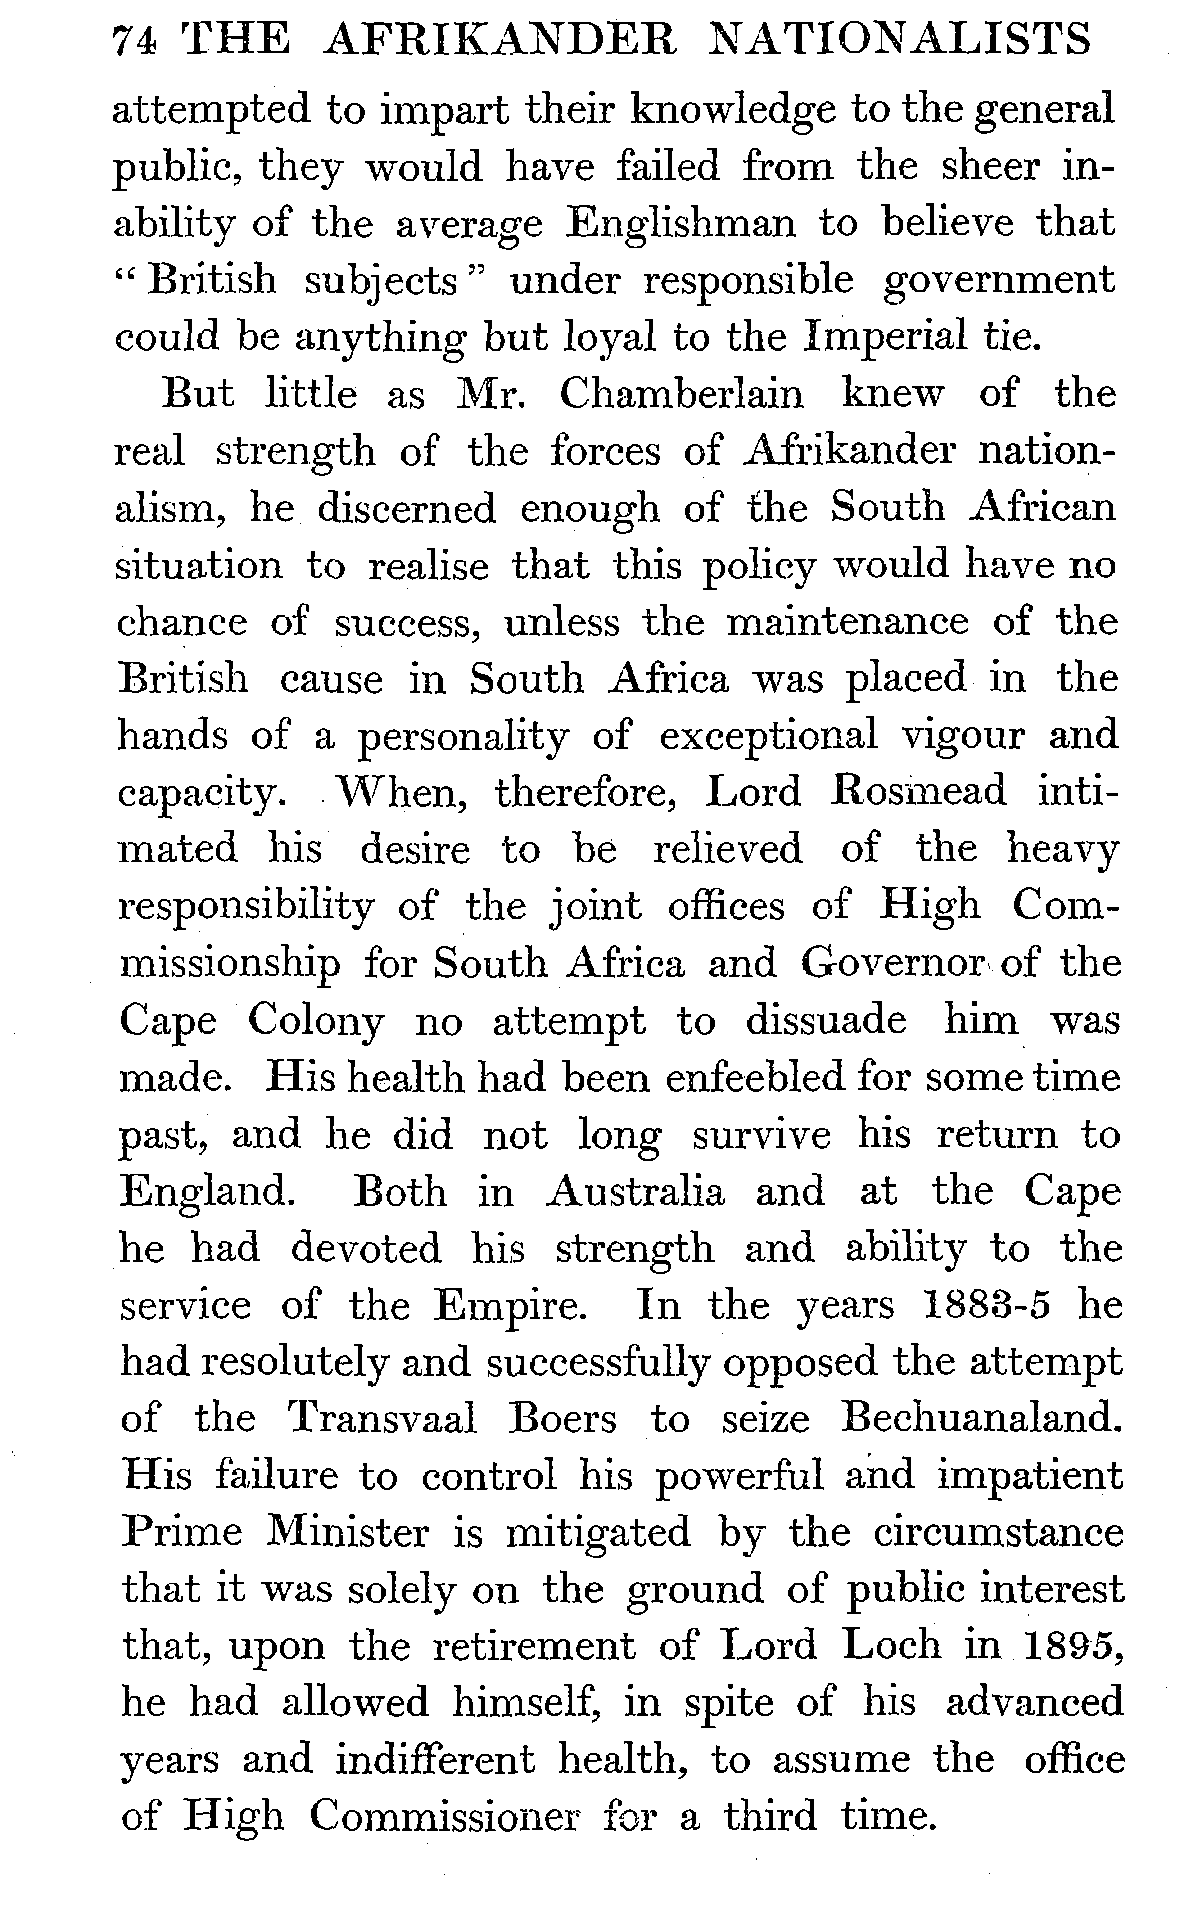 74 THE AFRIKANDER NATIONALISTS
attempted to impart their knowledge to the general
public, they would have failed from the sheer in-
ability of the average Englishman to believe that
“ British subjects ” under responsible government
could be anything but loyal to the Imperial tie.
But little as Mr. Chamberlain knew of the
real strength of the forces of Afrikander nation-
alism, he discerned enough of the South African
situation to realise that this policy would have no
chance of success, unless the maintenance of the
British cause in South Africa was placed in the
hands of a personality of exceptional vigour and
capacity. When, therefore, Lord Rosmead inti-
mated his desire to be relieved of the heavy
responsibility of the joint offices of High Com-
missionship for South Africa and Governor of the
Cape Colony no attempt to dissuade him was
made. His health had been enfeebled for some time
past, and he did not long survive his return to
England. Both in Australia and at the Cape
he had devoted his strength and ability to the
service of the Empire. In the years 1883-5 he
had resolutely and successfully opposed the attempt
of the Transvaal Boers to seize Bechuanaland.
His failure to control his powerful and impatient
Prime Minister is mitigated by the circumstance
that it was solely on the ground of public interest
that, upon the retirement of Lord Loch in 1895,
he had allowed himself, in spite of his advanced
years and indifferent health, to assume the office
of High Commissioner for a third time.